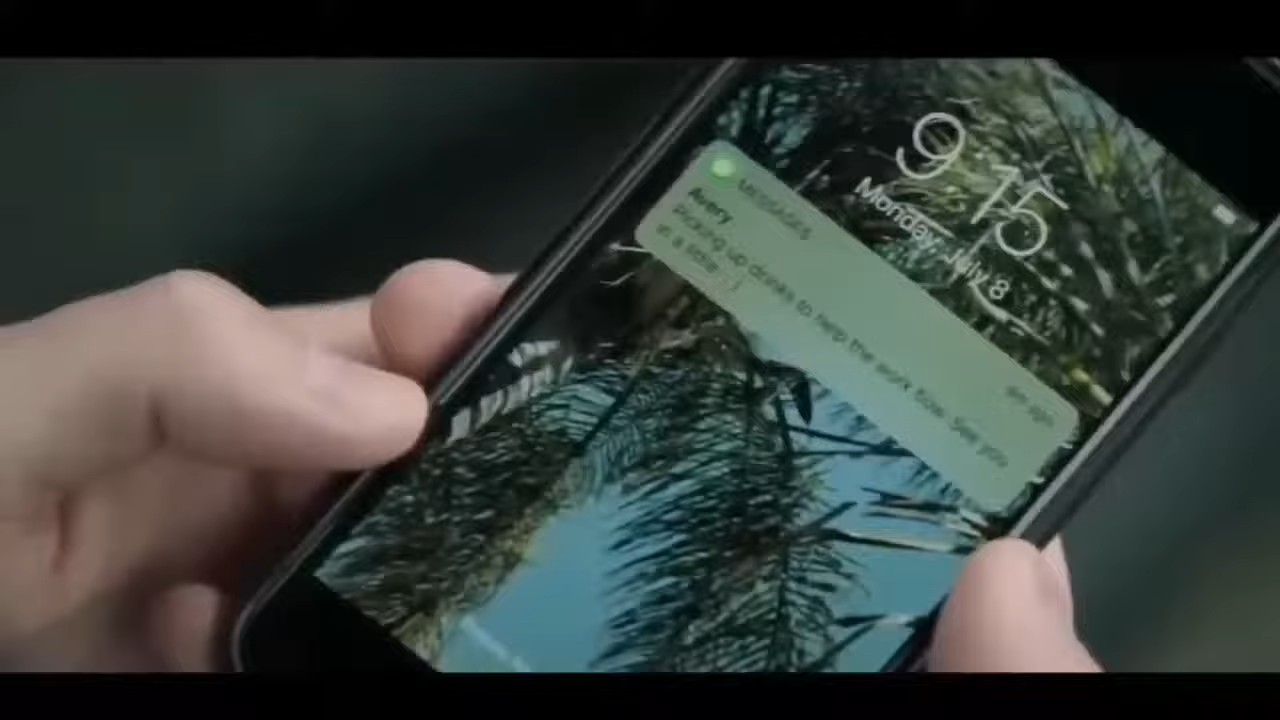 9 15
Monday, July 8
MESSAGES
Avery
Picking up drinks to help the work flow. See you
in a little : )